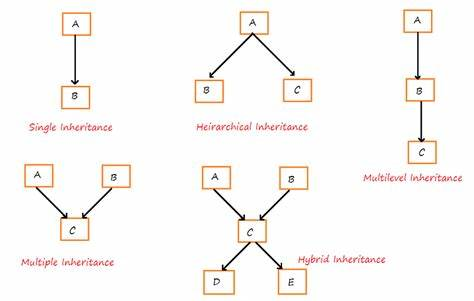 A
B
Single Inheritance
A
B
C
Heirarchical Inheritance
A
B
C
Multilevel Inheritance
A
B
C
Multiple Inheritance
A
B
C
D
E
Hybrid Inheritance